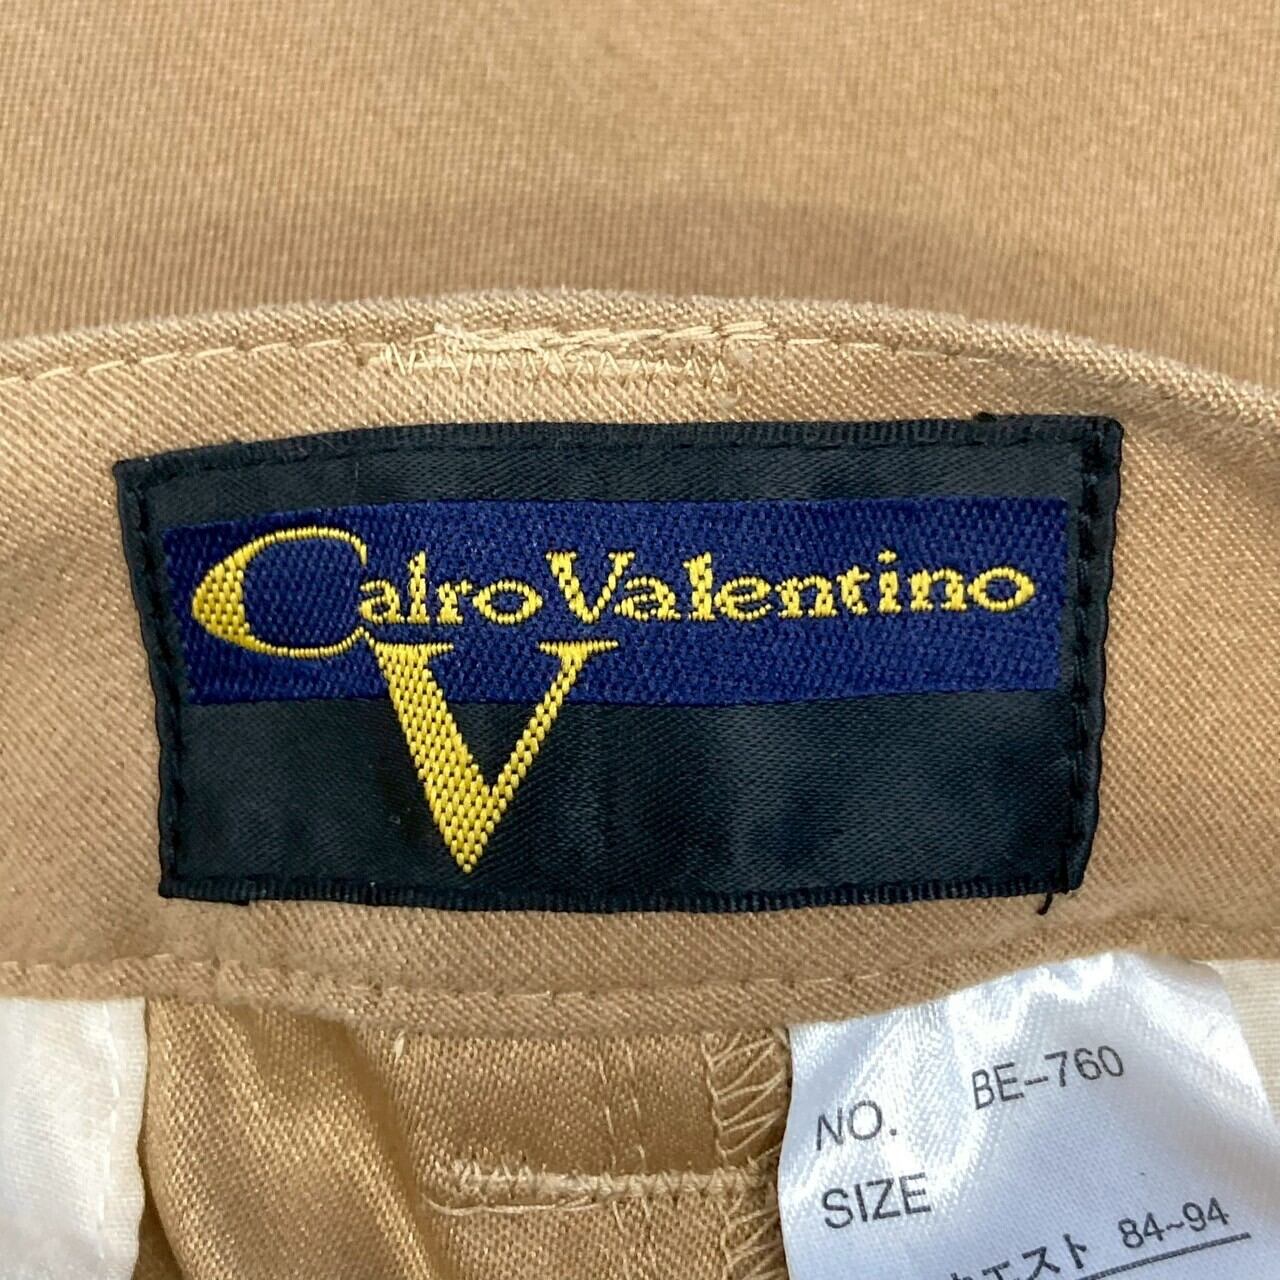 Calro Valentino
V
NO. BE-760
SIZE
ウエスト 84~94